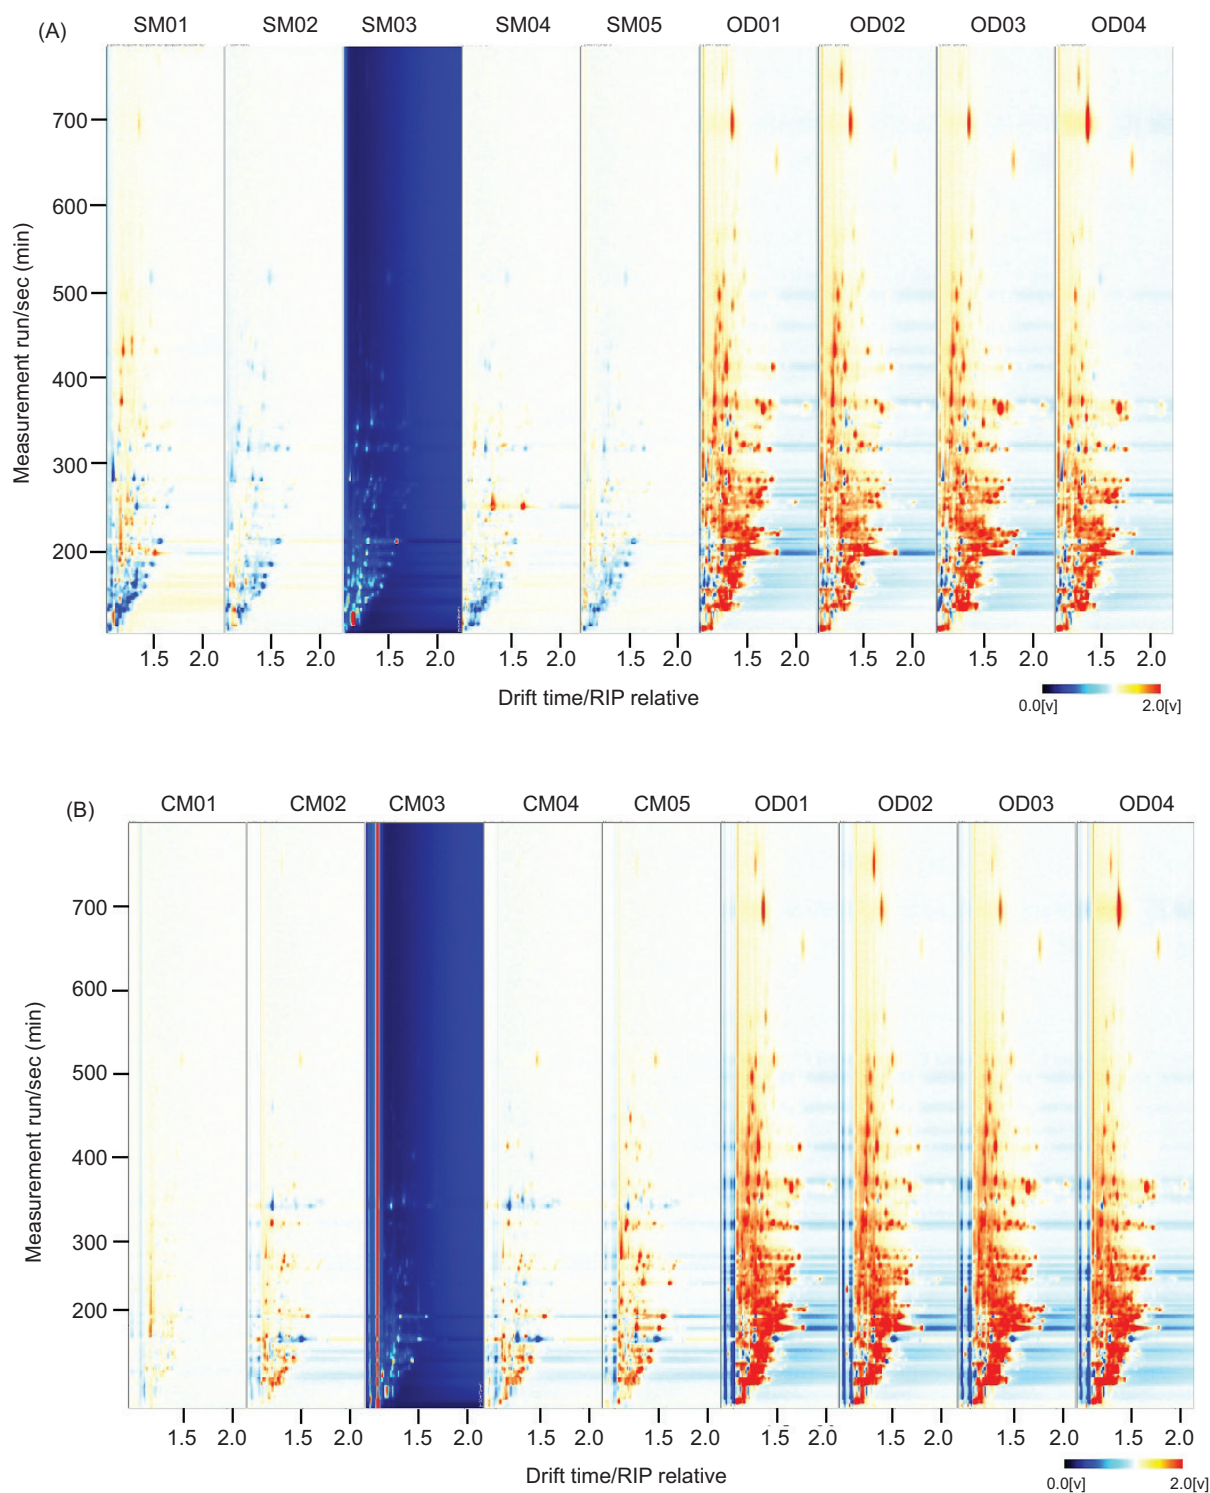 (A) SM01 SM02 SM03 SM04 SM05 OD01 OD02 OD03 OD04
Measurement run/sec (min)
700
600
500
400
300
200
1.5 2.0 1.5 2.0 1.5 2.0 1.5 2.0 1.5 2.0 1.5 2.0 1.5 2.0 1.5 2.0 1.5 2.0
Drift time/RIP relative
0.0[v] 2.0[v]
(B) CM01 CM02 CM03 CM04 CM05 OD01 OD02 OD03 OD04
Measurement run/sec (min)
700
600
500
400
300
200
1.5 2.0 1.5 2.0 1.5 2.0 1.5 2.0 1.5 2.0 1.5 2.0 1.5 2.0 1.5 2.0 1.5 2.0
Drift time/RIP relative
0.0[v] 2.0[v]